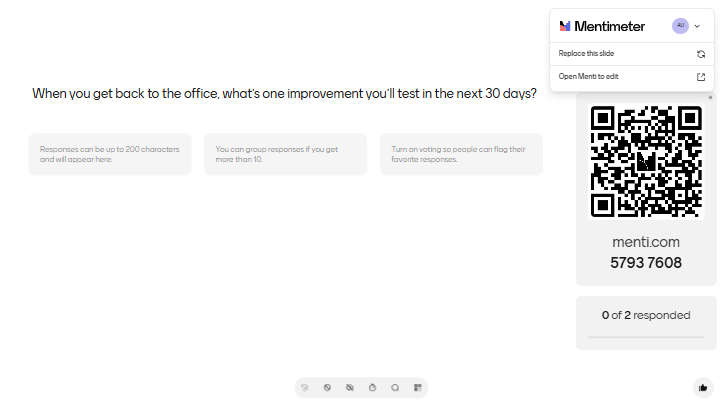 Mentimeter
AU
Replace this slide
Open Menti to edit
When you get back to the office, what's one improvement you'll test in the next 30 days?
Responses can be up to 200 characters
and will appear here.
You can group responses if you get
more than 10.
Turn on voting so people can flag their
favorite responses.
menti.com
5793 7608
0 of 2 responded